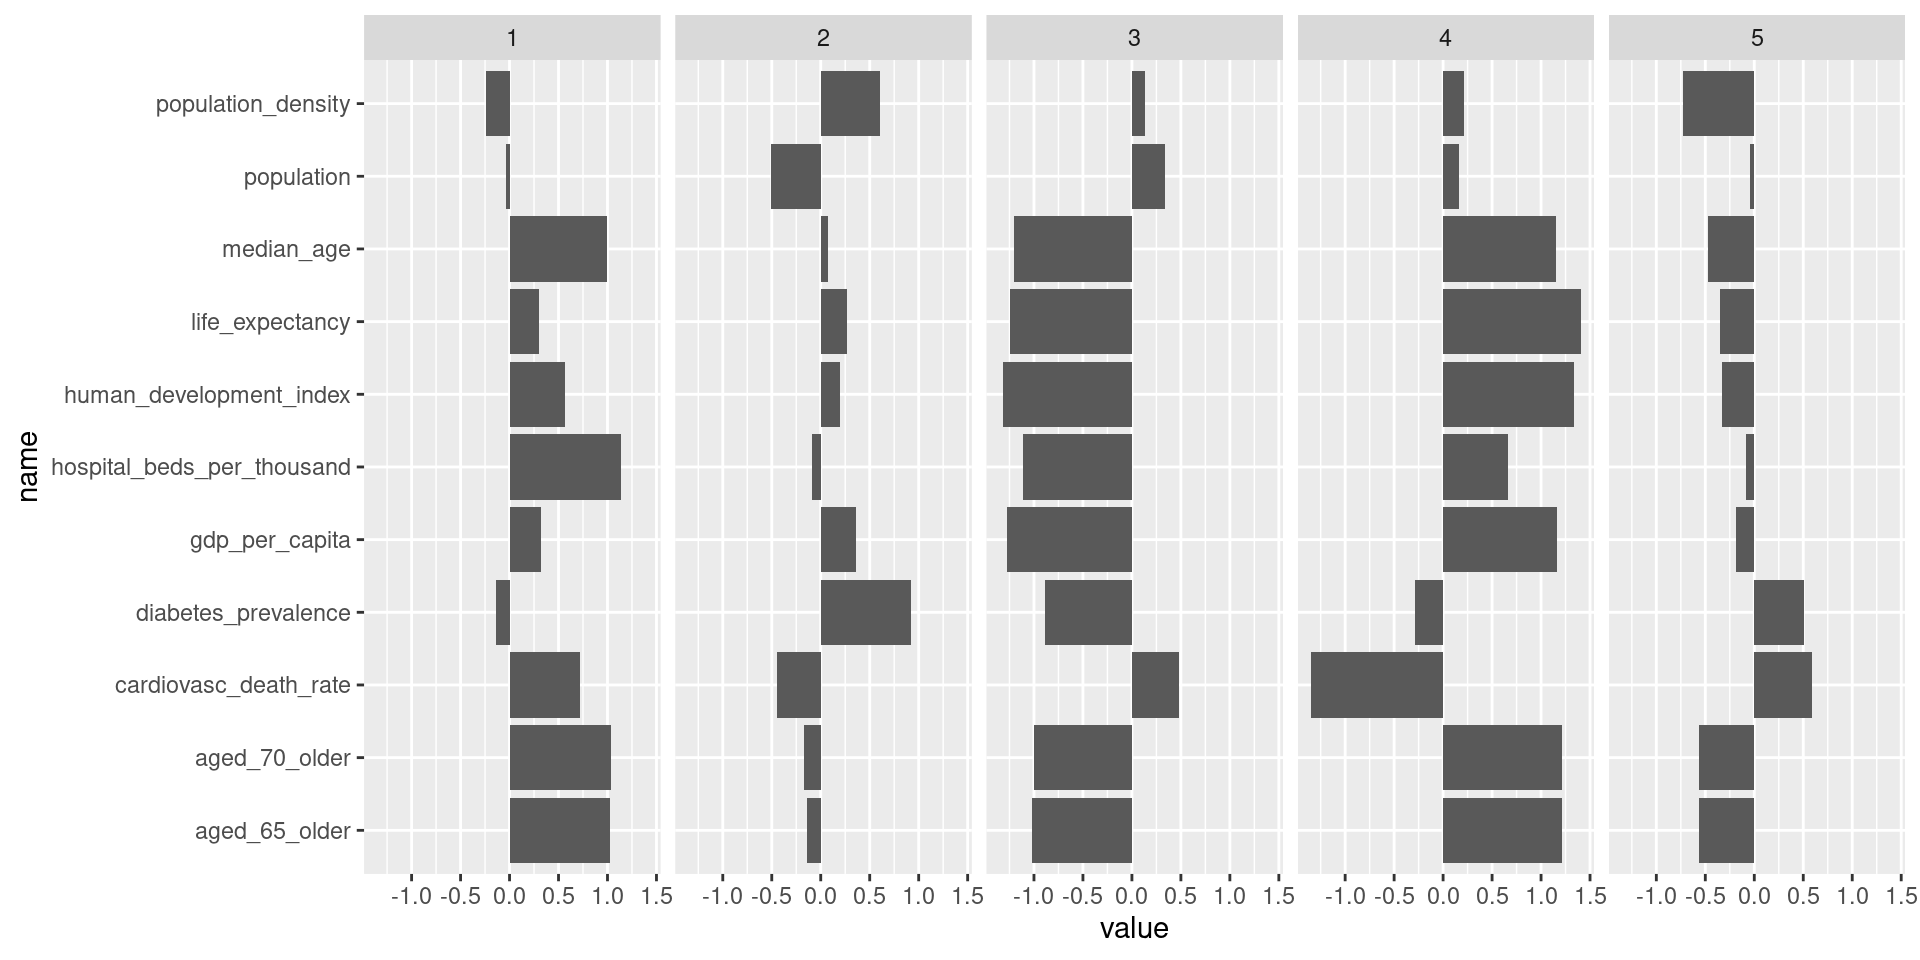 1 2 3 4 5
population_density
population
median_age
life_expectancy
human_development_index
hospital_beds_per_thousand
gdp_per_capita
diabetes_prevalence
cardiovasc_death_rate
aged_70_older
aged_65_older
name
-1.0 -0.5 0.0 0.5 1.0 1.5 -1.0 -0.5 0.0 0.5 1.0 1.5 -1.0 -0.5 0.0 0.5 1.0 1.5 -1.0 -0.5 0.0 0.5 1.0 1.5 -1.0 -0.5 0.0 0.5 1.0 1.5
value